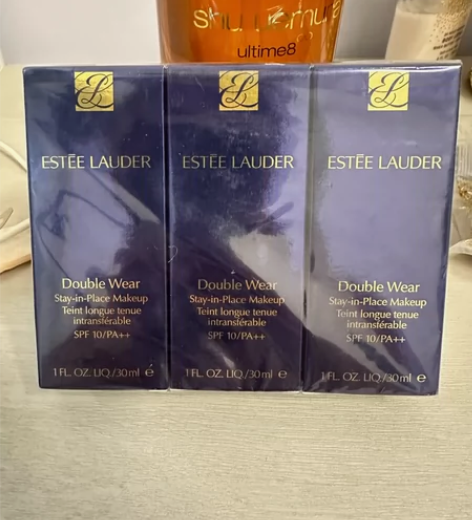 shu uemura
ultime8
ESTĒE LAUDER
Double Wear
Stay-in-Place Makeup
Teint longue tenue
intransférable
SPF 10/PA++
1 FL. OZ. LIQ./30ml e
ESTĒE LAUDER
Double Wear
Stay-in-Place Makeup
Teint longue tenue
intransférable
SPF 10/PA++
1 FL. OZ. LIQ./30ml e
ESTĒE LAUDER
Double Wear
Stay-in-Place Makeup
Teint longue tenue
intransférable
SPF 10/PA++
1 FL. OZ. LIQ./30ml e